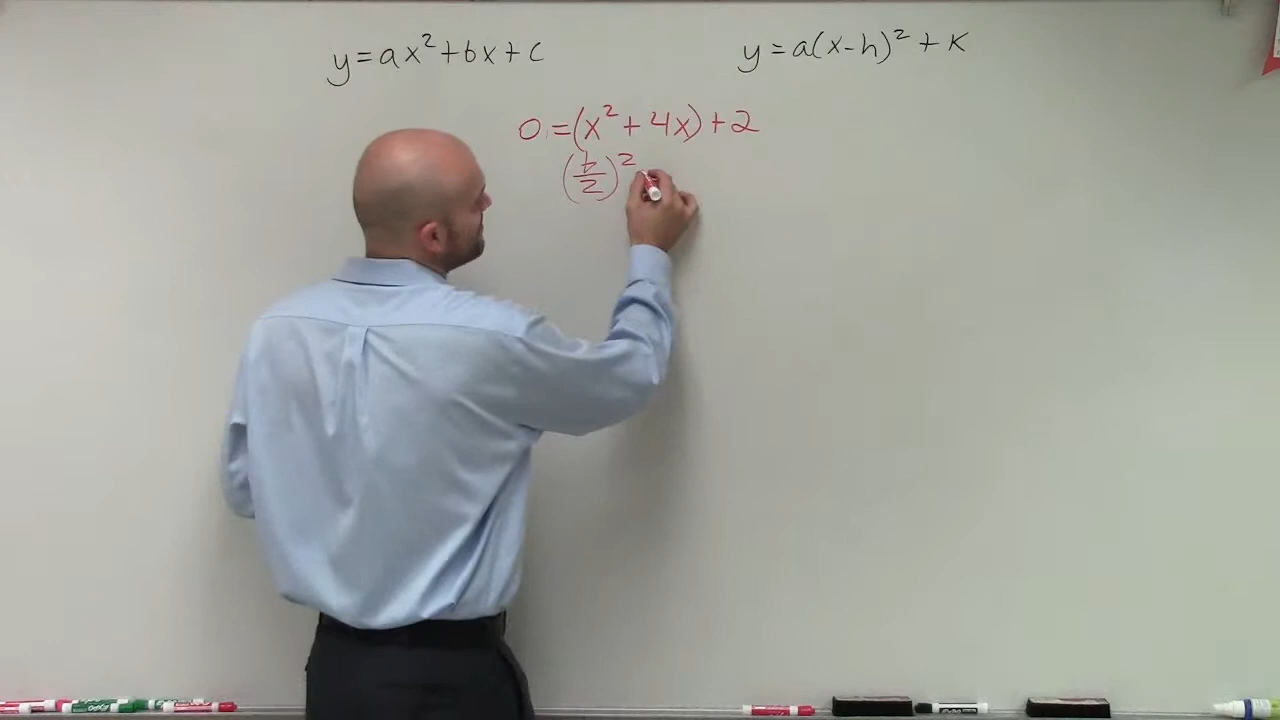 y=ax²+bx+c
y=a(x-h)²+k
0=(x²+4x)+2
(b/2)²